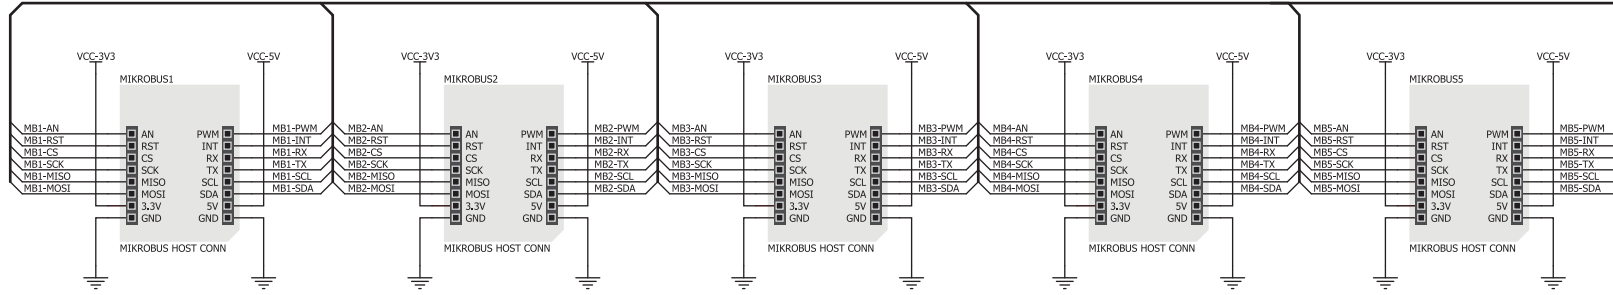 VCC-3V3 VCC-5V VCC-3V3 VCC-5V VCC-3V3 VCC-5V VCC-3V3 VCC-5V VCC-3V3 VCC-5V
MIKROBUS1 MIKROBUS2 MIKROBUS3 MIKROBUS4 MIKROBUS5
MB1-AN AN PWM MB1-PWM MB2-AN AN PWM MB2-PWM MB3-AN AN PWM MB3-PWM MB4-AN AN PWM MB4-PWM MB5-AN AN PWM MB5-PWM
MB1-RST RST INT MB1-INT MB2-RST RST INT MB2-INT MB3-RST RST INT MB3-INT MB4-RST RST INT MB4-INT MB5-RST RST INT MB5-INT
MB1-CS CS RX MB1-RX MB2-CS CS RX MB2-RX MB3-CS CS RX MB3-RX MB4-CS CS RX MB4-RX MB5-CS CS RX MB5-RX
MB1-SCK SCK TX MB1-TX MB2-SCK SCK TX MB2-TX MB3-SCK SCK TX MB3-TX MB4-SCK SCK TX MB4-TX MB5-SCK SCK TX MB5-TX
MB1-MISO MISO SCL MB1-SCL MB2-MISO MISO SCL MB2-SCL MB3-MISO MISO SCL MB3-SCL MB4-MISO MISO SCL MB4-SCL MB5-MISO MISO SCL MB5-SCL
MB1-MOSI MOSI SDA MB1-SDA MB2-MOSI MOSI SDA MB2-SDA MB3-MOSI MOSI SDA MB3-SDA MB4-MOSI MOSI SDA MB4-SDA MB5-MOSI MOSI SDA MB5-SDA
3.3V 5V 3.3V 5V 3.3V 5V 3.3V 5V 3.3V 5V
GND GND GND GND GND GND GND GND GND GND
MIKROBUS HOST CONN MIKROBUS HOST CONN MIKROBUS HOST CONN MIKROBUS HOST CONN MIKROBUS HOST CONN